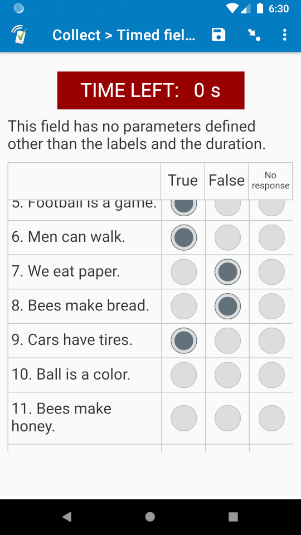 6:30
Collect > Timed fiel...
TIME LEFT: 0 s
This field has no parameters defined
other than the labels and the duration.
True False No
response
5. Football is a game.
6. Men can walk.
7. We eat paper.
8. Bees make bread.
9. Cars have tires.
10. Ball is a color.
11. Bees make
honey.